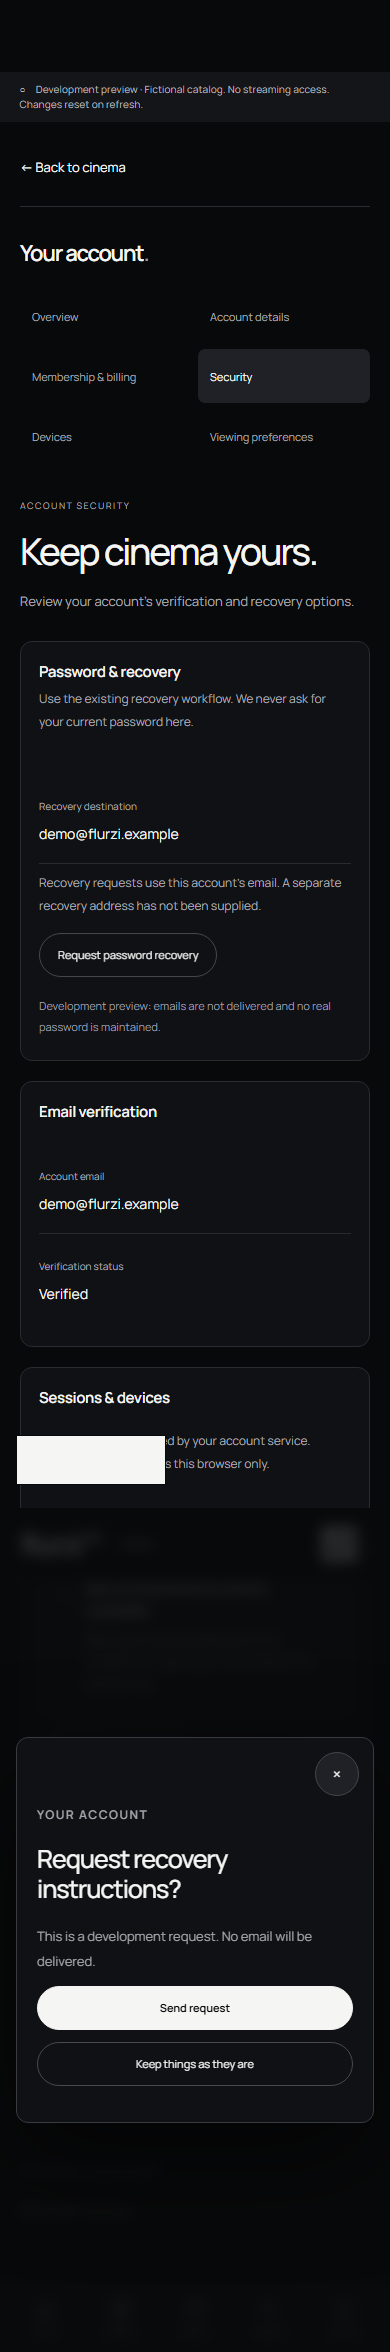 Development preview · Fictional catalog. No streaming access.
Changes reset on refresh.
← Back to cinema
Your account.
Overview
Account details
Membership & billing
Security
Devices
Viewing preferences
ACCOUNT SECURITY
Keep cinema yours.
Review your account's verification and recovery options.
Password & recovery
Use the existing recovery workflow. We never ask for
your current password here.
Recovery destination
demo@flurzi.example
Recovery requests use this account's email. A separate
recovery address has not been supplied.
Request password recovery
Development preview: emails are not delivered and no real
password is maintained.
Email verification
Account email
demo@flurzi.example
Verification status
Verified
Sessions & devices
by your account service.
this browser only.
×
YOUR ACCOUNT
Request recovery
instructions?
This is a development request. No email will be
delivered.
Send request
Keep things as they are